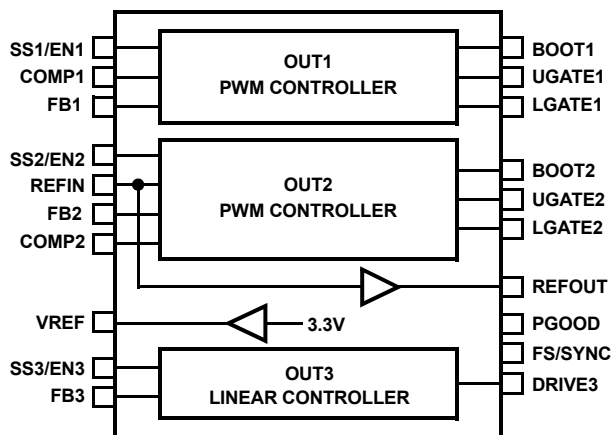 SS1/EN1
COMP1
FB1
OUT1
PWM CONTROLLER
BOOT1
UGATE1
LGATE1
SS2/EN2
REFIN
FB2
COMP2
OUT2
PWM CONTROLLER
BOOT2
UGATE2
LGATE2
REFOUT
VREF
3.3V
PGOOD
FS/SYNC
SS3/EN3
FB3
OUT3
LINEAR CONTROLLER
DRIVE3